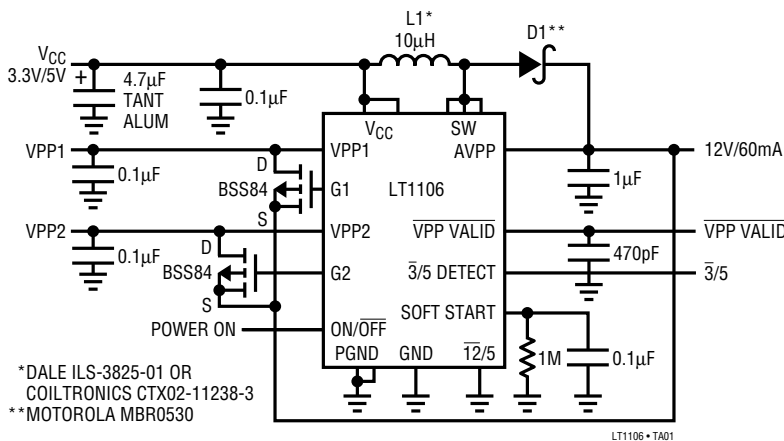 L1*
10µH
D1**
VCC
3.3V/5V
+
4.7µF
TANT
ALUM
0.1µF
VCC
SW
VPP1
VPP1
AVPP
12V/60mA
0.1µF
D
BSS84
G1
S
LT1106
1µF
VPP2
VPP2
VPP VALID
VPP VALID
0.1µF
D
BSS84
G2
S
470pF
3/5 DETECT
3/5
SOFT START
POWER ON
ON/OFF
PGND
GND
12/5
1M
0.1µF
*DALE ILS-3825-01 OR
COILTRONICS CTX02-11238-3
**MOTOROLA MBR0530
LT1106 • TA01